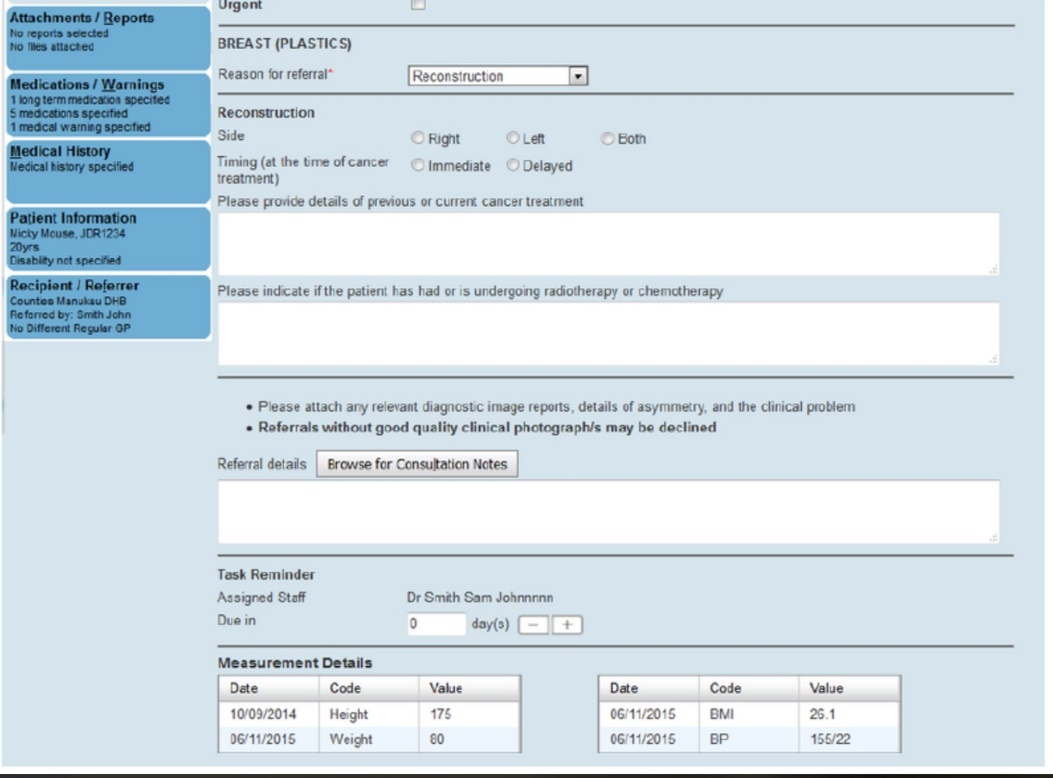 Attachments / Reports
No reports selected
No files attached
Medications / Warnings
1 long term medication specified
5 medications specified
1 medical warning specified
Medical History
Medical history specified
Patient Information
Micky Mouse, JDR1234
20yrs
Disability not specified
Recipient / Referrer
Counties Manukau DHB
Referred by: Smith John
No Different Regular GP
Urgent
BREAST (PLASTICS)
Reason for referral* Reconstruction
Reconstruction
Side Right Left Both
Timing (at the time of cancer Immediate Delayed
treatment)
Please provide details of previous or current cancer treatment
Please indicate if the patient has had or is undergoing radiotherapy or chemotherapy
• Please attach any relevant diagnostic image reports, details of asymmetry, and the clinical problem
• Referrals without good quality clinical photograph/s may be declined
Referral details Browse for Consultation Notes
Task Reminder
Assigned Staff Dr Smith Sam Johnnnnn
Due in 0 day(s) − +
Measurement Details
Date Code Value Date Code Value
10/09/2014 Height 175 06/11/2015 BMI 26.1
06/11/2015 Weight 80 06/11/2015 BP 155/22